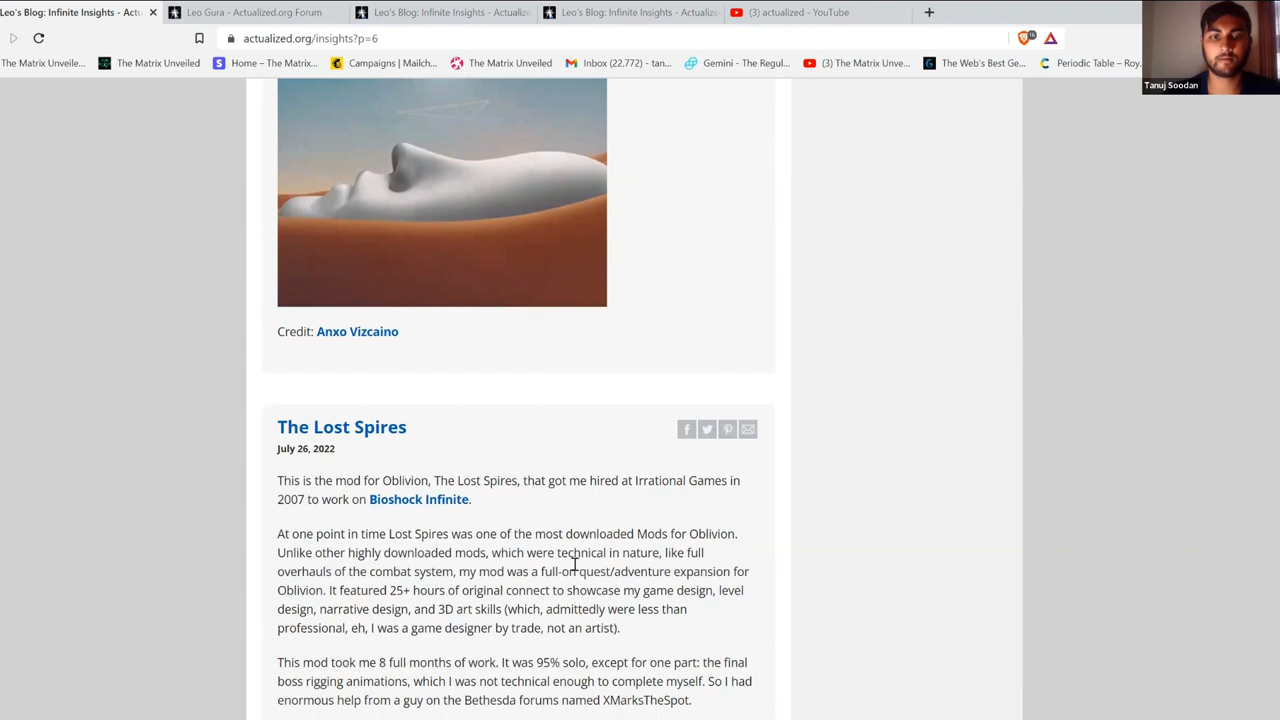 Leo's Blog: Infinite Insights - Actu
Leo Gura - Actualized.org Forum
Leo's Blog: Infinite Insights - Actualize
Leo's Blog: Infinite Insights - Actualize
(3) actualized - YouTube
actualized.org/insights?p=6
16
The Matrix Unveile...
The Matrix Unveiled
Home – The Matrix...
Campaigns | Mailch...
The Matrix Unveiled
Inbox (22,772) - tan...
Gemini - The Regul...
(3) The Matrix Unve...
The Web's Best Ge...
Periodic Table – Roy...
Tanuj Soodan
Credit: Anxo Vizcaino
The Lost Spires
July 26, 2022
This is the mod for Oblivion, The Lost Spires, that got me hired at Irrational Games in
2007 to work on Bioshock Infinite.
At one point in time Lost Spires was one of the most downloaded Mods for Oblivion.
Unlike other highly downloaded mods, which were technical in nature, like full
overhauls of the combat system, my mod was a full-on quest/adventure expansion for
Oblivion. It featured 25+ hours of original connect to showcase my game design, level
design, narrative design, and 3D art skills (which, admittedly were less than
professional, eh, I was a game designer by trade, not an artist).
This mod took me 8 full months of work. It was 95% solo, except for one part: the final
boss rigging animations, which I was not technical enough to complete myself. So I had
enormous help from a guy on the Bethesda forums named XMarksTheSpot.